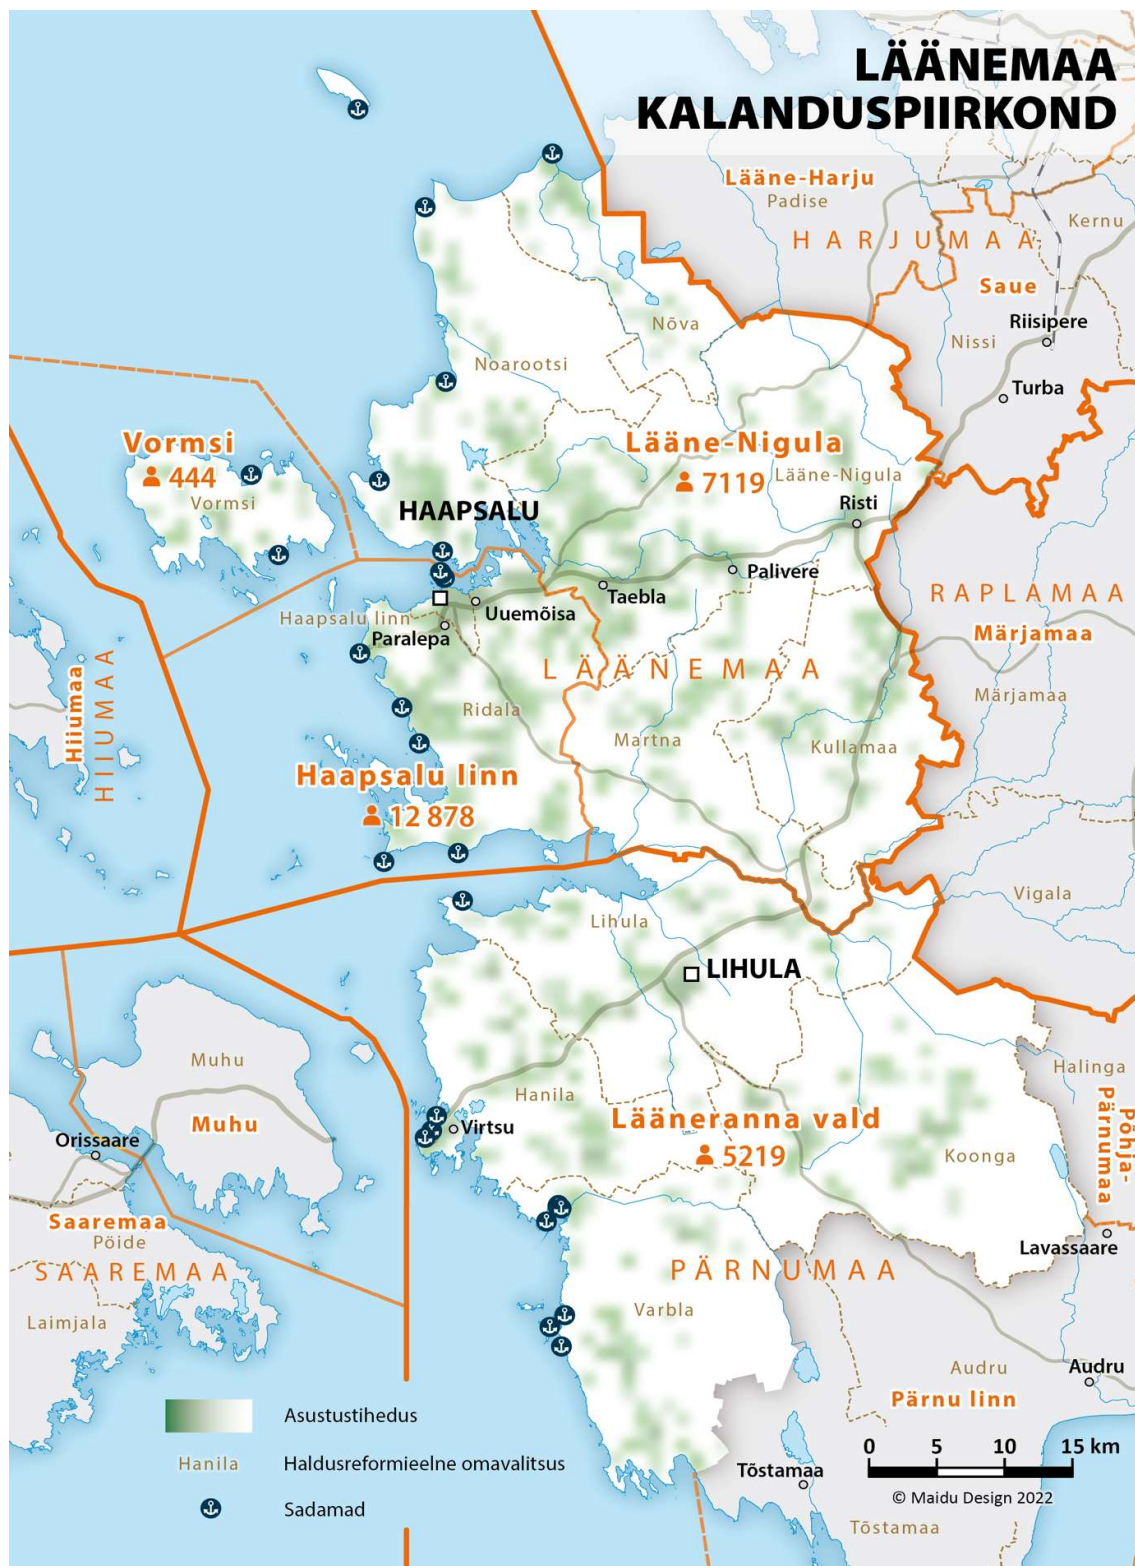 LÄÄNEMAA
KALANDUSPIIRKOND
Lääne-Harju
Padise
HARJUMAA
Kernu
Saue
Riisipere
Nissi
Turba
Nõva
Noarootsi
Vormsi
444
Vormsi
Lääne-Nigula
7119
Lääne-Nigula
Risti
HAAPSALU
Palivere
Taebla
Uuemõisa
Haapsalu linn
Paralepa
RAPLAMAA
Märjamaa
Märjamaa
LÄÄNEMAA
Hiiumaa
HIIUMAA
Ridala
Martna
Kullamaa
Haapsalu linn
12 878
Vigala
Lihula
LIHULA
Muhu
Muhu
Orissaare
Hanila
Virtsu
Lääneranna vald
5219
Koonga
Halinga
Põhja-
Pärnumaa
Lavassaare
Saaremaa
Pöide
SAAREMAA
Laimjala
PÄRNUMAA
Varbla
Audru
Audru
Pärnu linn
Tõstamaa
Tõstamaa
Asustustihedus
Hanila
Haldusreformieelne omavalitsus
Sadamad
0 5 10 15 km
© Maidu Design 2022